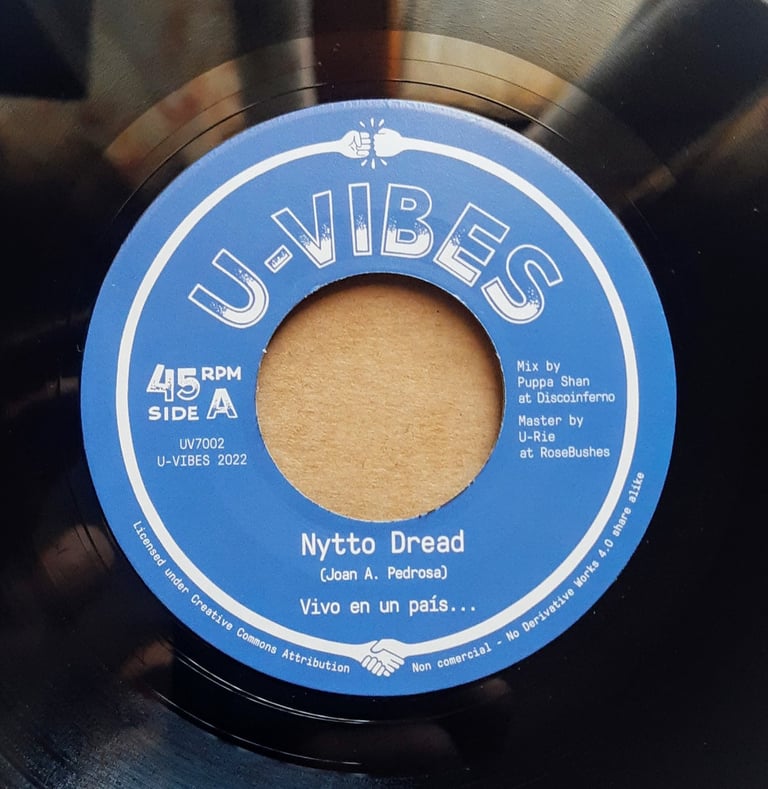 U-VIBES
45 RPM
SIDE A
UV7002
U-VIBES 2022
Mix by
Puppa Shan
at Discoinferno
Master by
U-Rie
at RoseBushes
Nytto Dread
(Joan A. Pedrosa)
Vivo en un país...
Licensed under Creative Commons Attribution
Non comercial - No Derivative Works 4.0 share alike